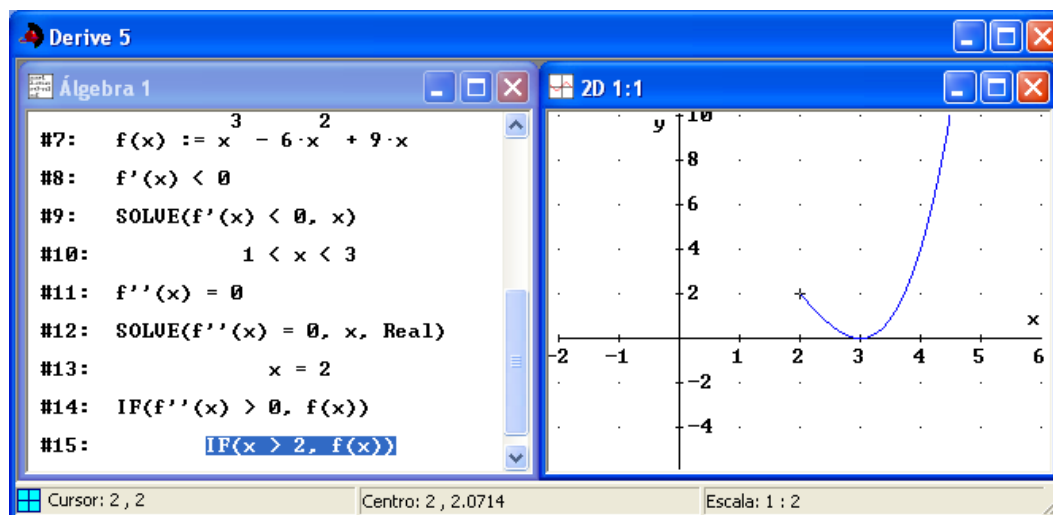 Derive 5
Álgebra 1
#7: f(x) := x³ - 6·x² + 9·x
#8: f'(x) < 0
#9: SOLVE(f'(x) < 0, x)
#10: 1 < x < 3
#11: f''(x) = 0
#12: SOLVE(f''(x) = 0, x, Real)
#13: x = 2
#14: IF(f''(x) > 0, f(x))
#15: IF(x > 2, f(x))
2D 1:1
y 10
8
6
4
2
x
-2 -1 1 2 3 4 5 6
-2
-4
Cursor: 2 , 2 Centro: 2 , 2.0714 Escala: 1 : 2